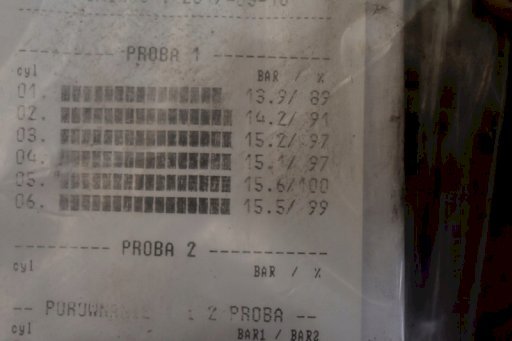 PROBA 1
cyl BAR / %
01. 13.9/ 89
02. 14.2/ 91
03. 15.2/ 97
04. 15.1/ 97
05. 15.6/100
06. 15.5/ 99
PROBA 2
cyl BAR / %
-- 2 PROBA --
cyl BAR1 / BAR2